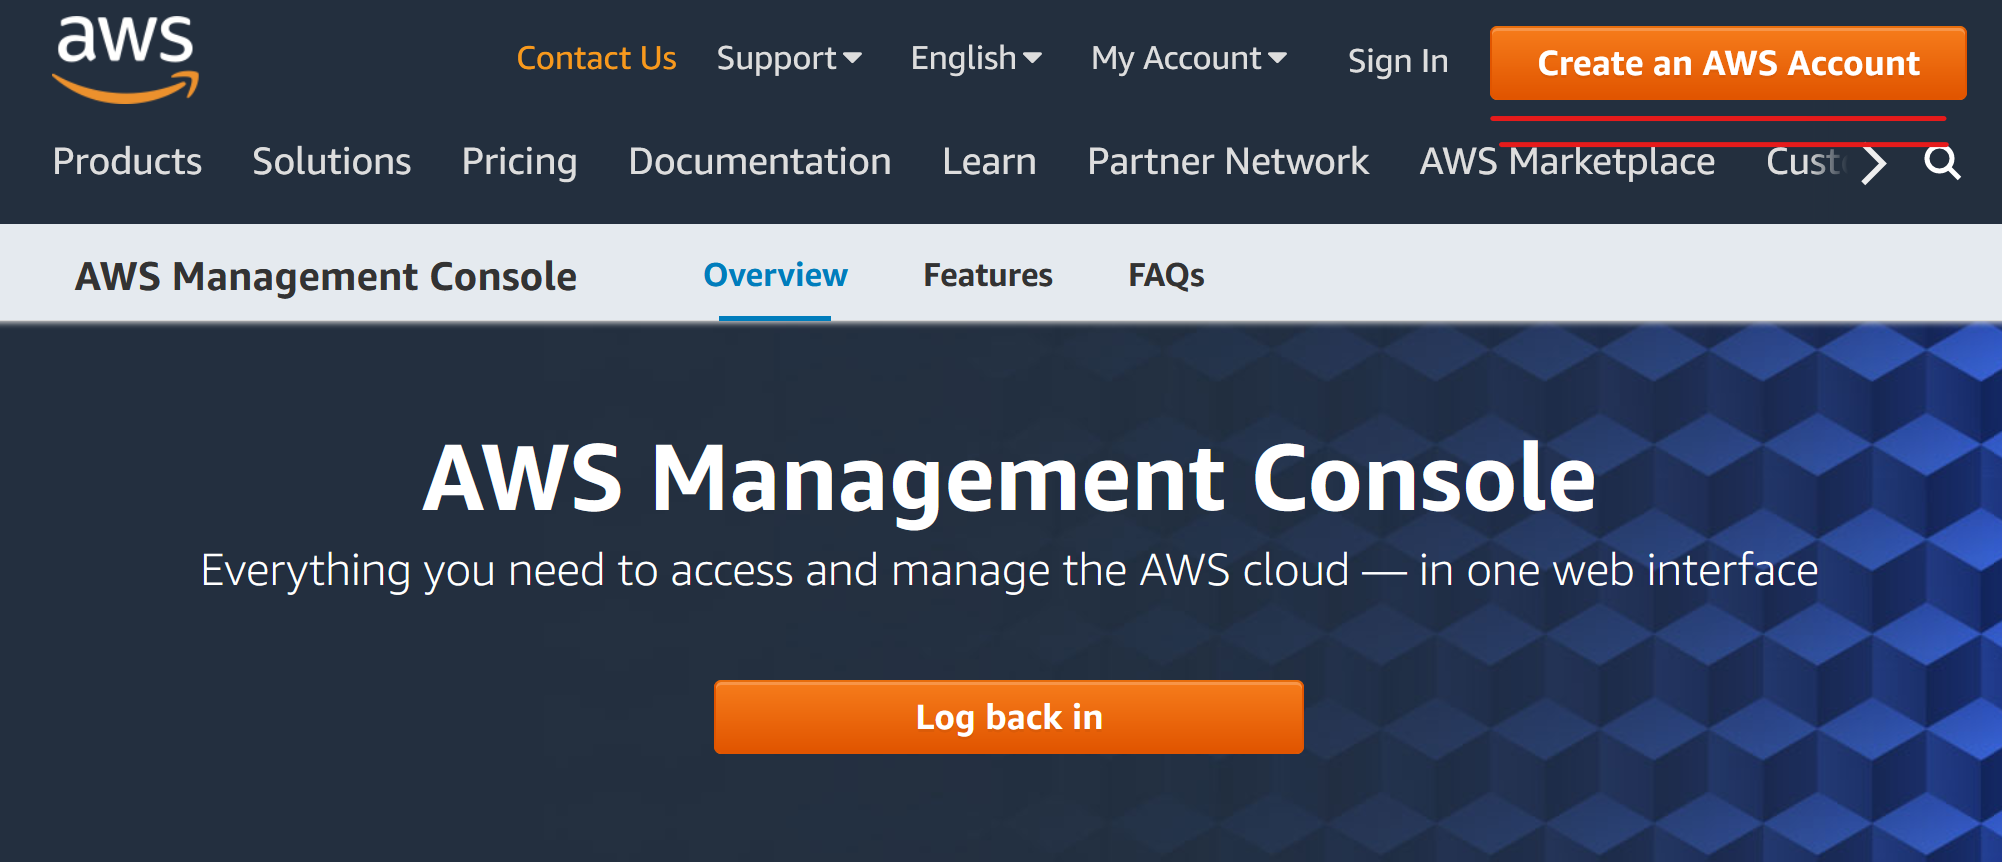 aws
Contact Us Support English My Account Sign In Create an AWS Account
Products Solutions Pricing Documentation Learn Partner Network AWS Marketplace Cust
AWS Management Console Overview Features FAQs
AWS Management Console
Everything you need to access and manage the AWS cloud — in one web interface
Log back in